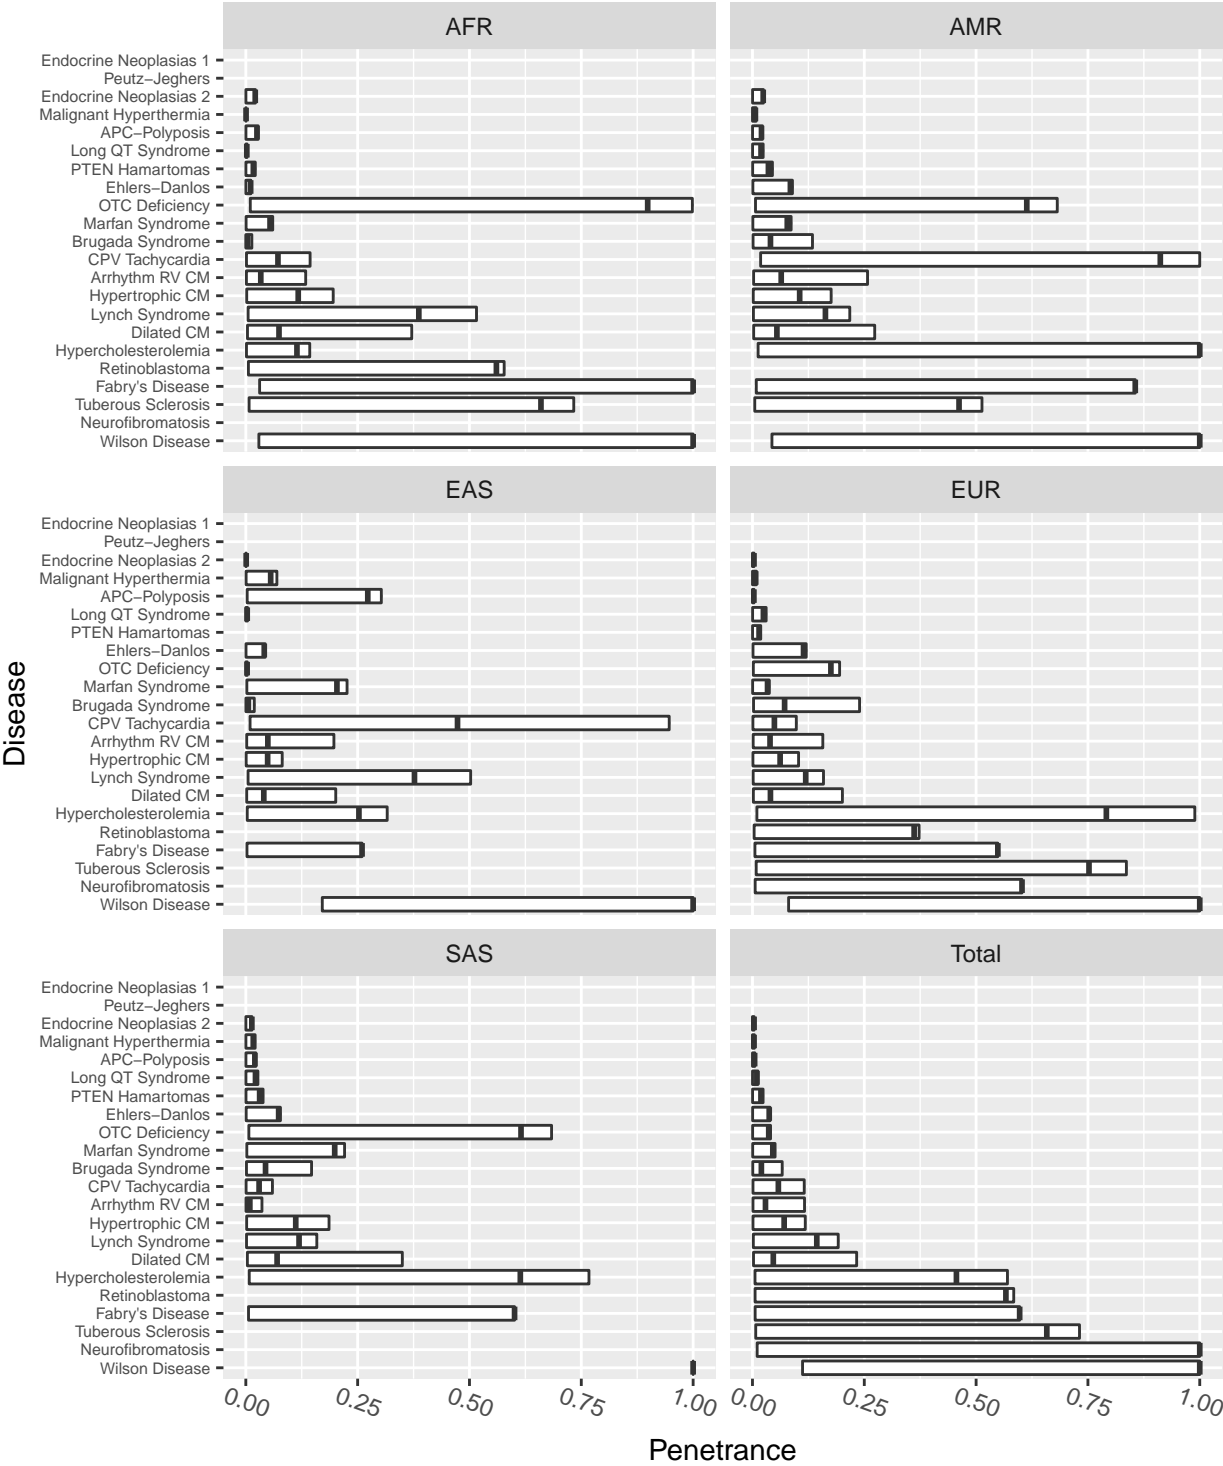 AFR
AMR
Endocrine Neoplasias 1
Peutz−Jeghers
Endocrine Neoplasias 2
Malignant Hyperthermia
APC−Polyposis
Long QT Syndrome
PTEN Hamartomas
Ehlers−Danlos
OTC Deficiency
Marfan Syndrome
Brugada Syndrome
CPV Tachycardia
Arrhythm RV CM
Hypertrophic CM
Lynch Syndrome
Dilated CM
Hypercholesterolemia
Retinoblastoma
Fabry's Disease
Tuberous Sclerosis
Neurofibromatosis
Wilson Disease
EAS
EUR
Endocrine Neoplasias 1
Peutz−Jeghers
Endocrine Neoplasias 2
Malignant Hyperthermia
APC−Polyposis
Long QT Syndrome
PTEN Hamartomas
Ehlers−Danlos
OTC Deficiency
Marfan Syndrome
Brugada Syndrome
CPV Tachycardia
Arrhythm RV CM
Hypertrophic CM
Lynch Syndrome
Dilated CM
Hypercholesterolemia
Retinoblastoma
Fabry's Disease
Tuberous Sclerosis
Neurofibromatosis
Wilson Disease
Disease
SAS
Total
Endocrine Neoplasias 1
Peutz−Jeghers
Endocrine Neoplasias 2
Malignant Hyperthermia
APC−Polyposis
Long QT Syndrome
PTEN Hamartomas
Ehlers−Danlos
OTC Deficiency
Marfan Syndrome
Brugada Syndrome
CPV Tachycardia
Arrhythm RV CM
Hypertrophic CM
Lynch Syndrome
Dilated CM
Hypercholesterolemia
Retinoblastoma
Fabry's Disease
Tuberous Sclerosis
Neurofibromatosis
Wilson Disease
0.00 0.25 0.50 0.75 1.00
0.00 0.25 0.50 0.75 1.00
Penetrance